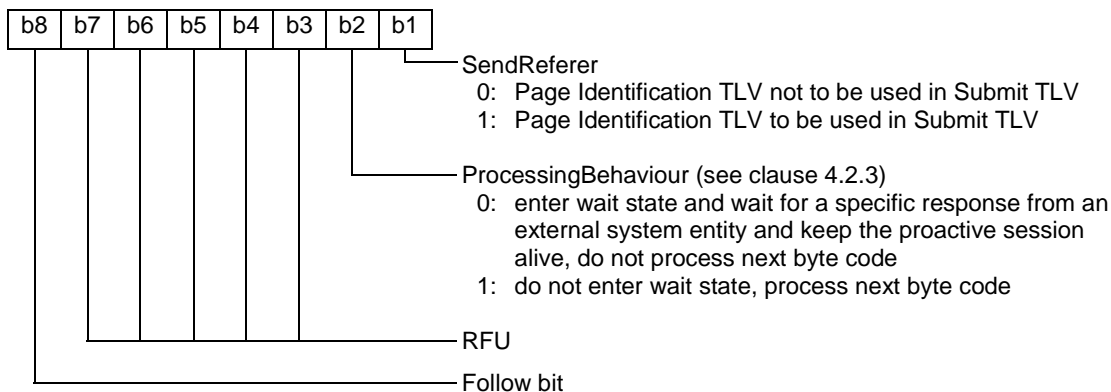 b8 b7 b6 b5 b4 b3 b2 b1
SendReferer
0: Page Identification TLV not to be used in Submit TLV
1: Page Identification TLV to be used in Submit TLV
ProcessingBehaviour (see clause 4.2.3)
0: enter wait state and wait for a specific response from an
external system entity and keep the proactive session
alive, do not process next byte code
1: do not enter wait state, process next byte code
RFU
Follow bit